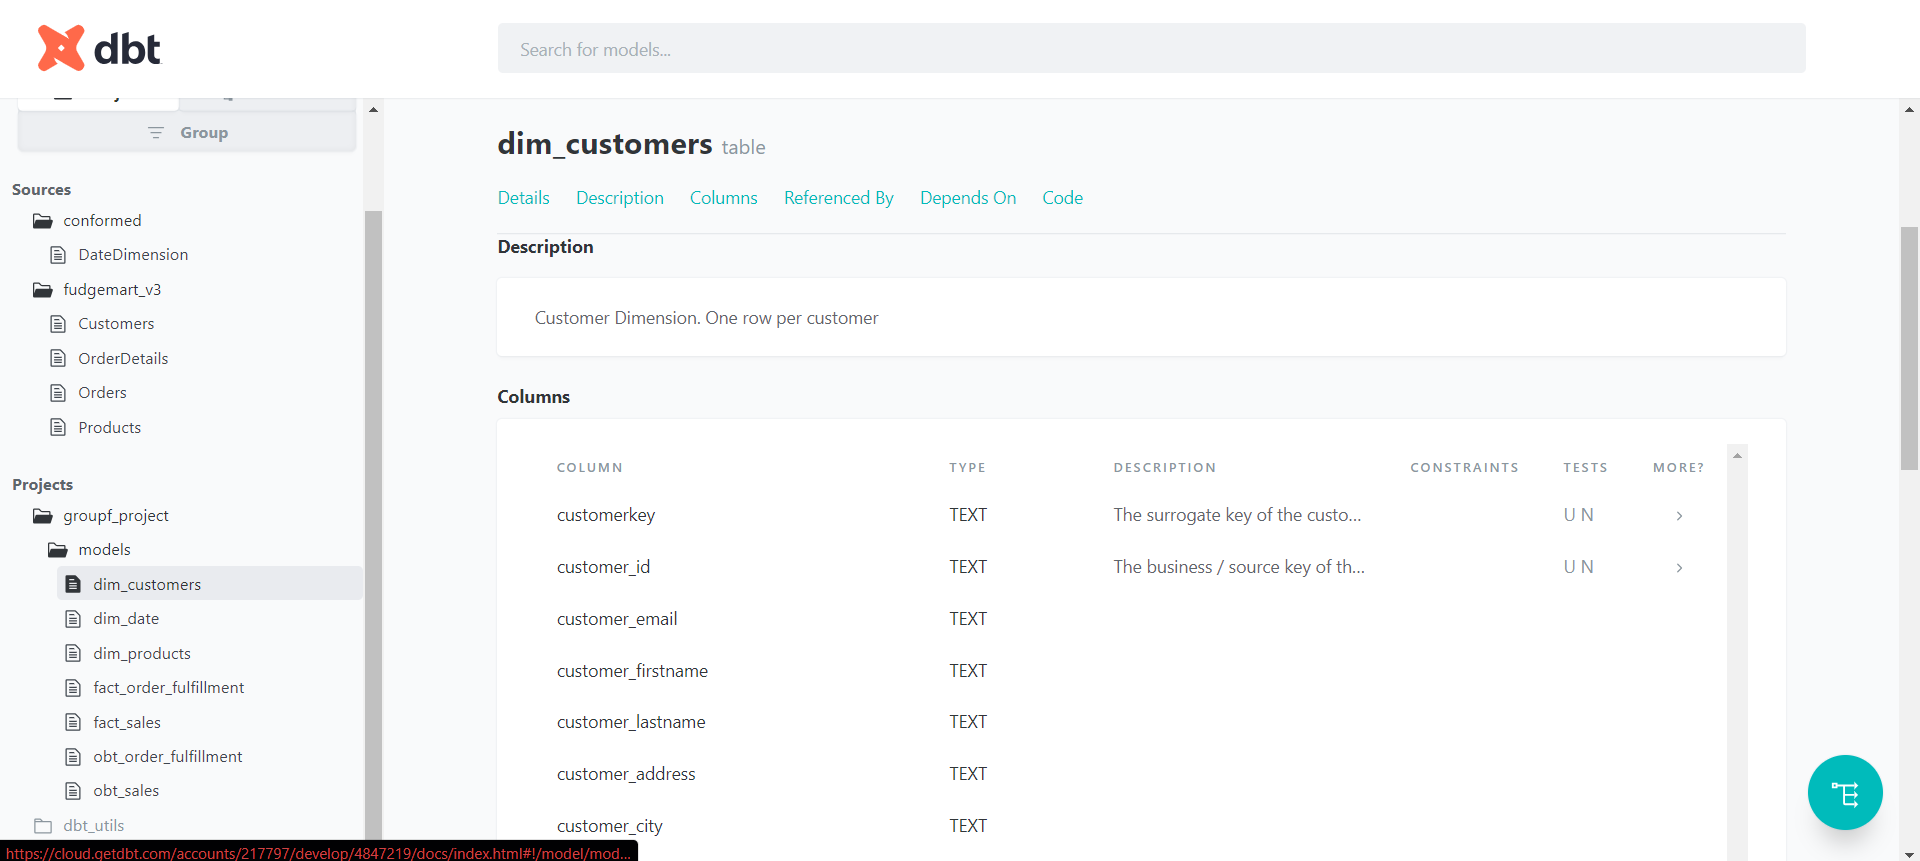 dbt
Search for models...
Group
Sources
conformed
DateDimension
fudgemart_v3
Customers
OrderDetails
Orders
Products
Projects
groupf_project
models
dim_customers
dim_date
dim_products
fact_order_fulfillment
fact_sales
obt_order_fulfillment
obt_sales
dbt_utils
https://cloud.getdbt.com/accounts/217797/develop/4847219/docs/index.html#!/model/mod...
dim_customers table
Details Description Columns Referenced By Depends On Code
Description
Customer Dimension. One row per customer
Columns
COLUMN TYPE DESCRIPTION CONSTRAINTS TESTS MORE?
customerkey TEXT The surrogate key of the custo... U N
customer_id TEXT The business / source key of th... U N
customer_email TEXT
customer_firstname TEXT
customer_lastname TEXT
customer_address TEXT
customer_city TEXT